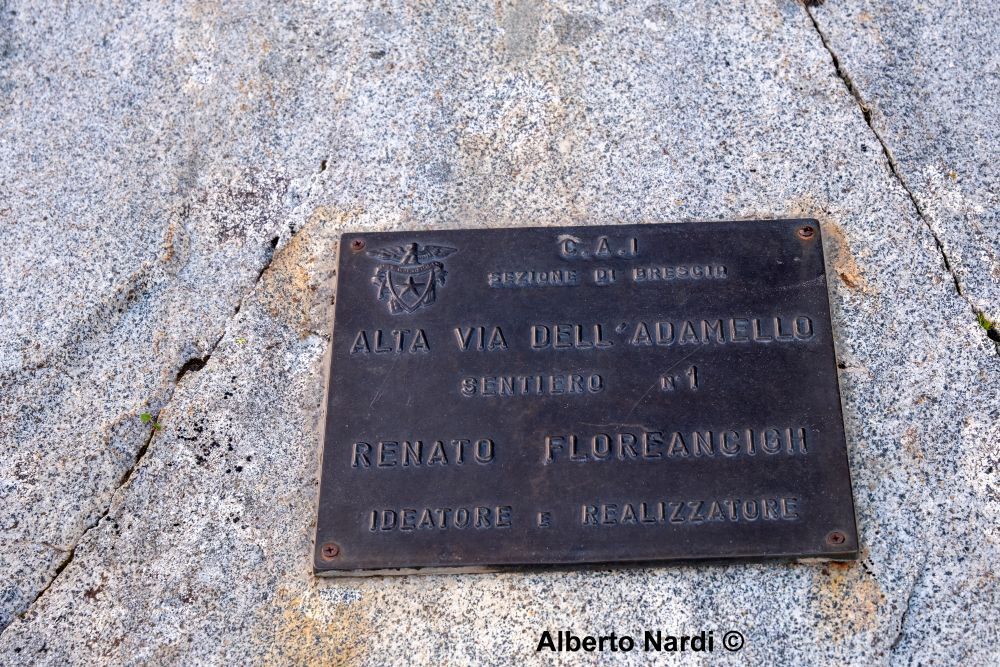 C.A.I
SEZIONE DI BRESCIA
ALTA VIA DELL'ADAMELLO
SENTIERO N°1
RENATO FLOREANCIGH
IDEATORE E REALIZZATORE
Alberto Nardi ©